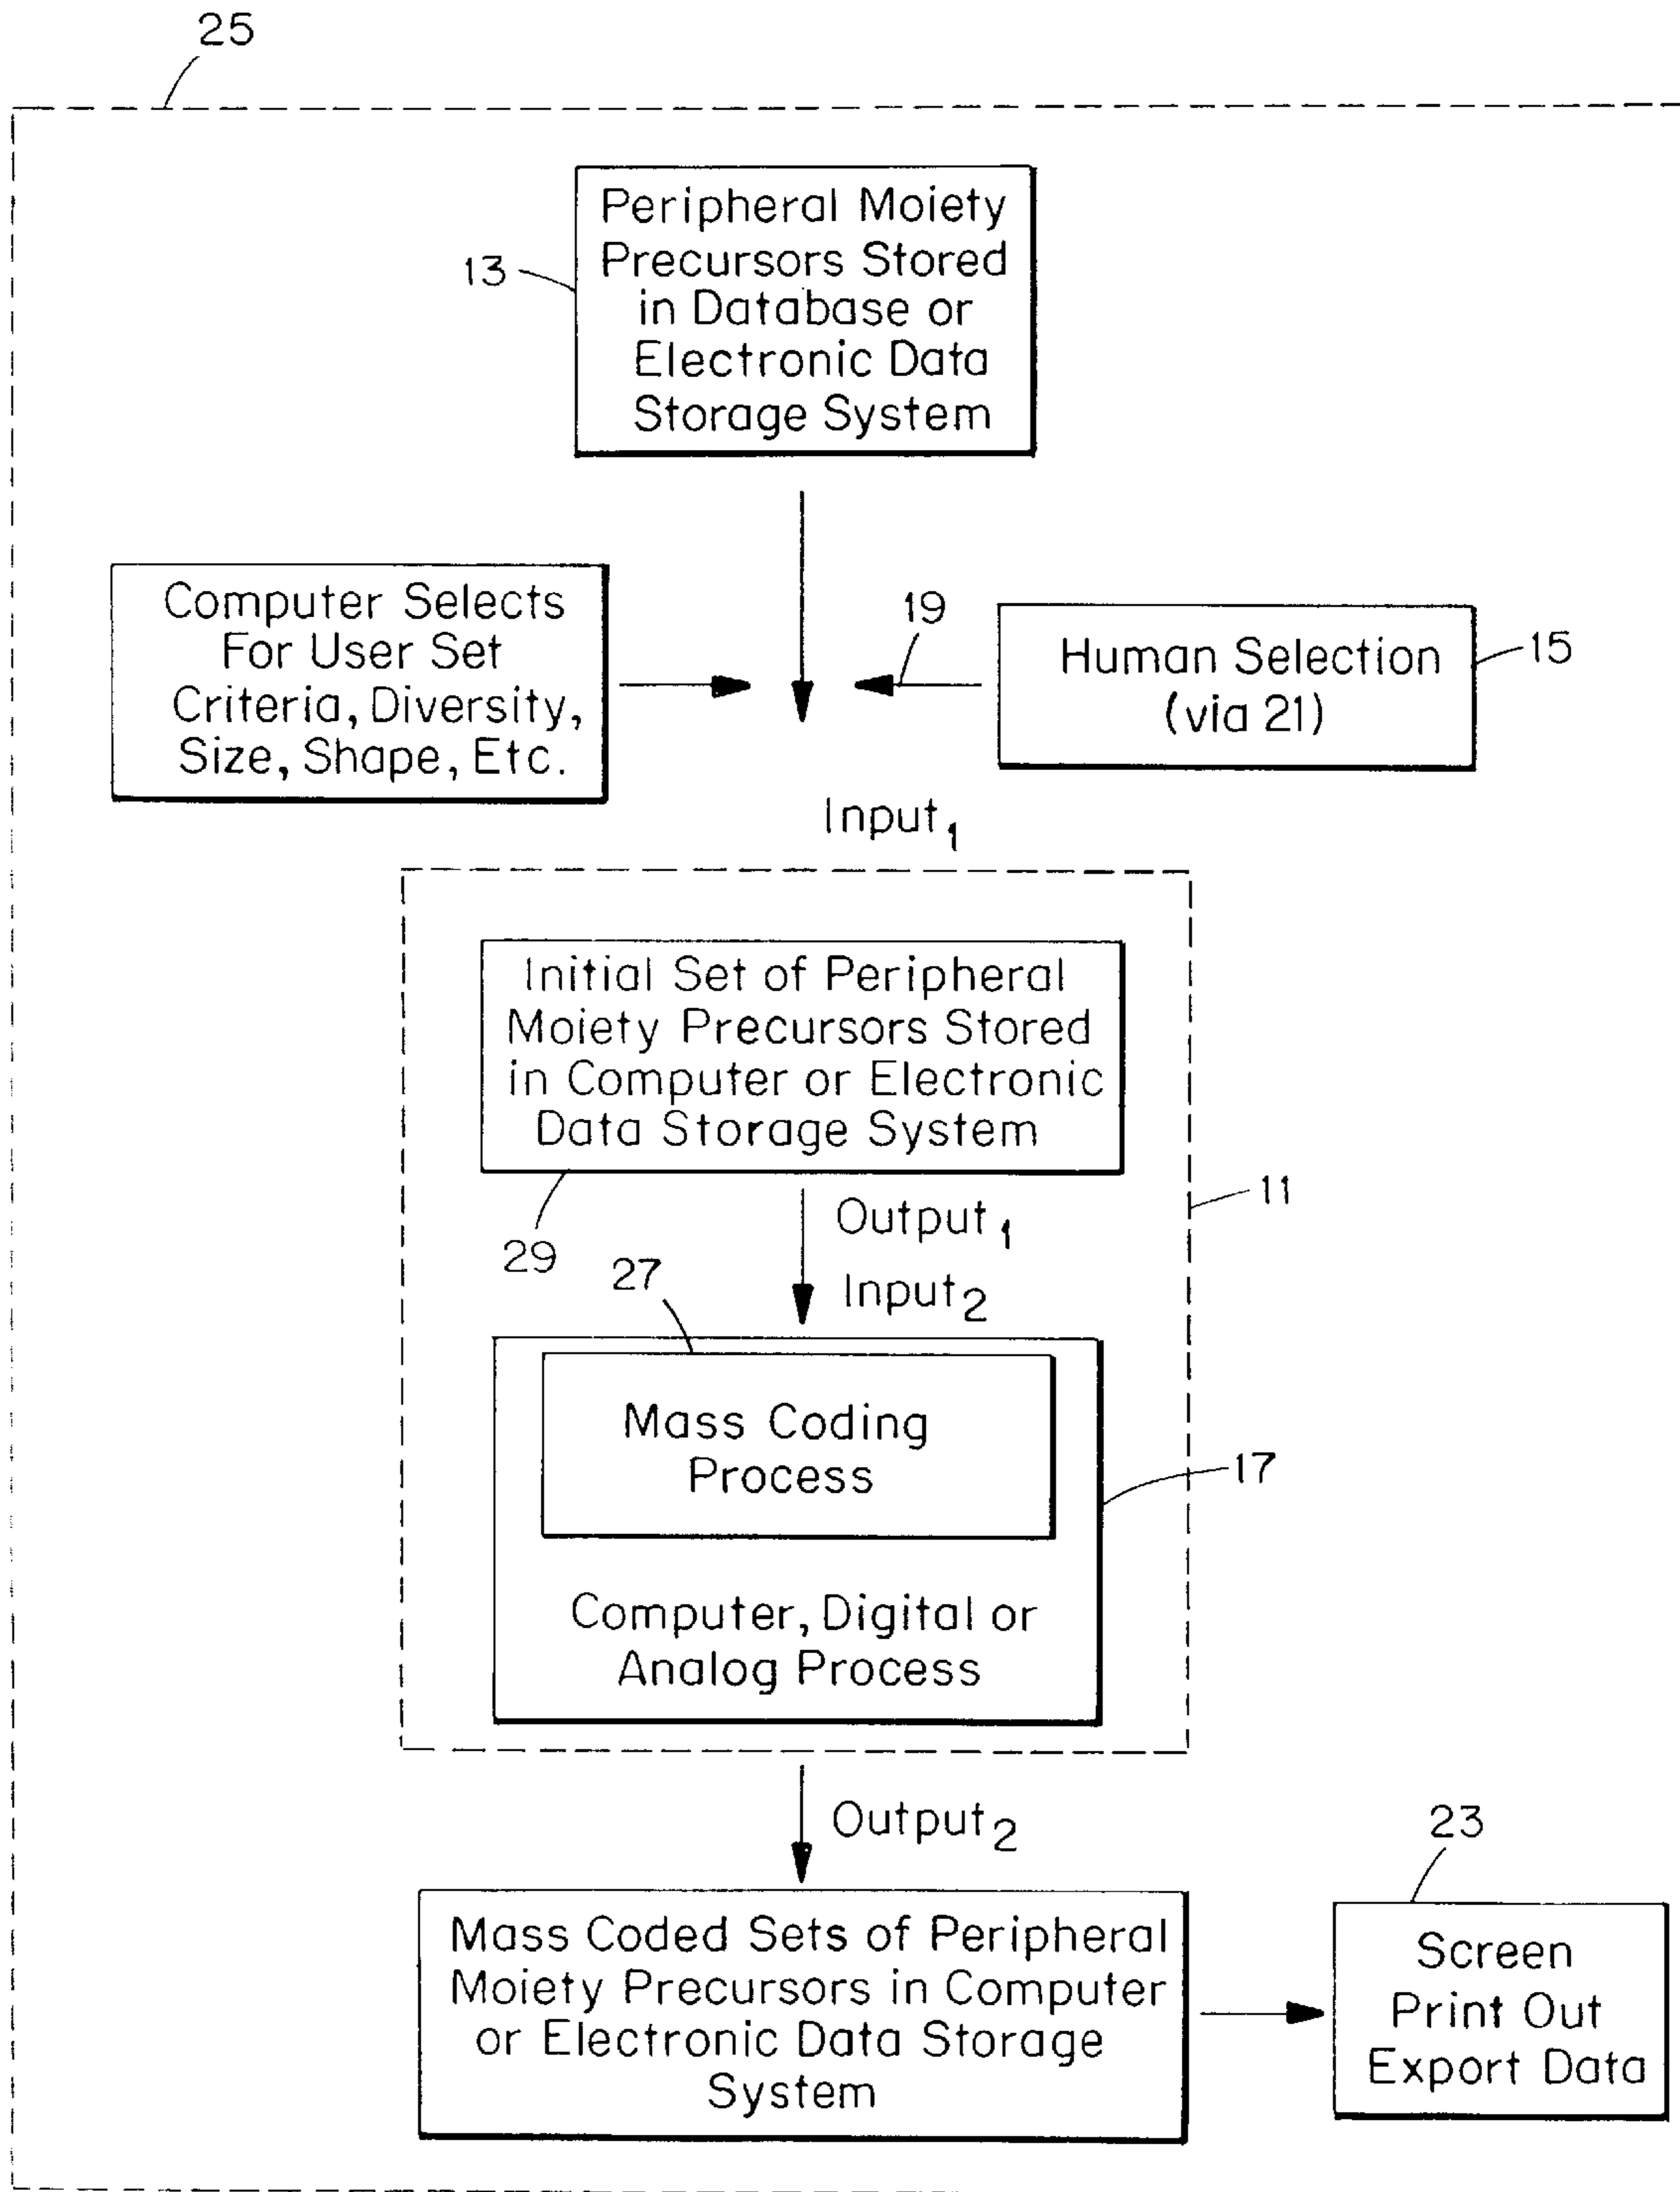 25
Peripheral Moiety
Precursors Stored
in Database or
Electronic Data
Storage System
13
Computer Selects
For User Set
Criteria, Diversity,
Size, Shape, Etc.
19
Human Selection
(via 21)
15
Input₁
Initial Set of Peripheral
Moiety Precursors Stored
in Computer or Electronic
Data Storage System
29
11
Output₁
Input₂
27
Mass Coding
Process
17
Computer, Digital or
Analog Process
Output₂
23
Mass Coded Sets of Peripheral
Moiety Precursors in Computer
or Electronic Data Storage
System
Screen
Print Out
Export Data